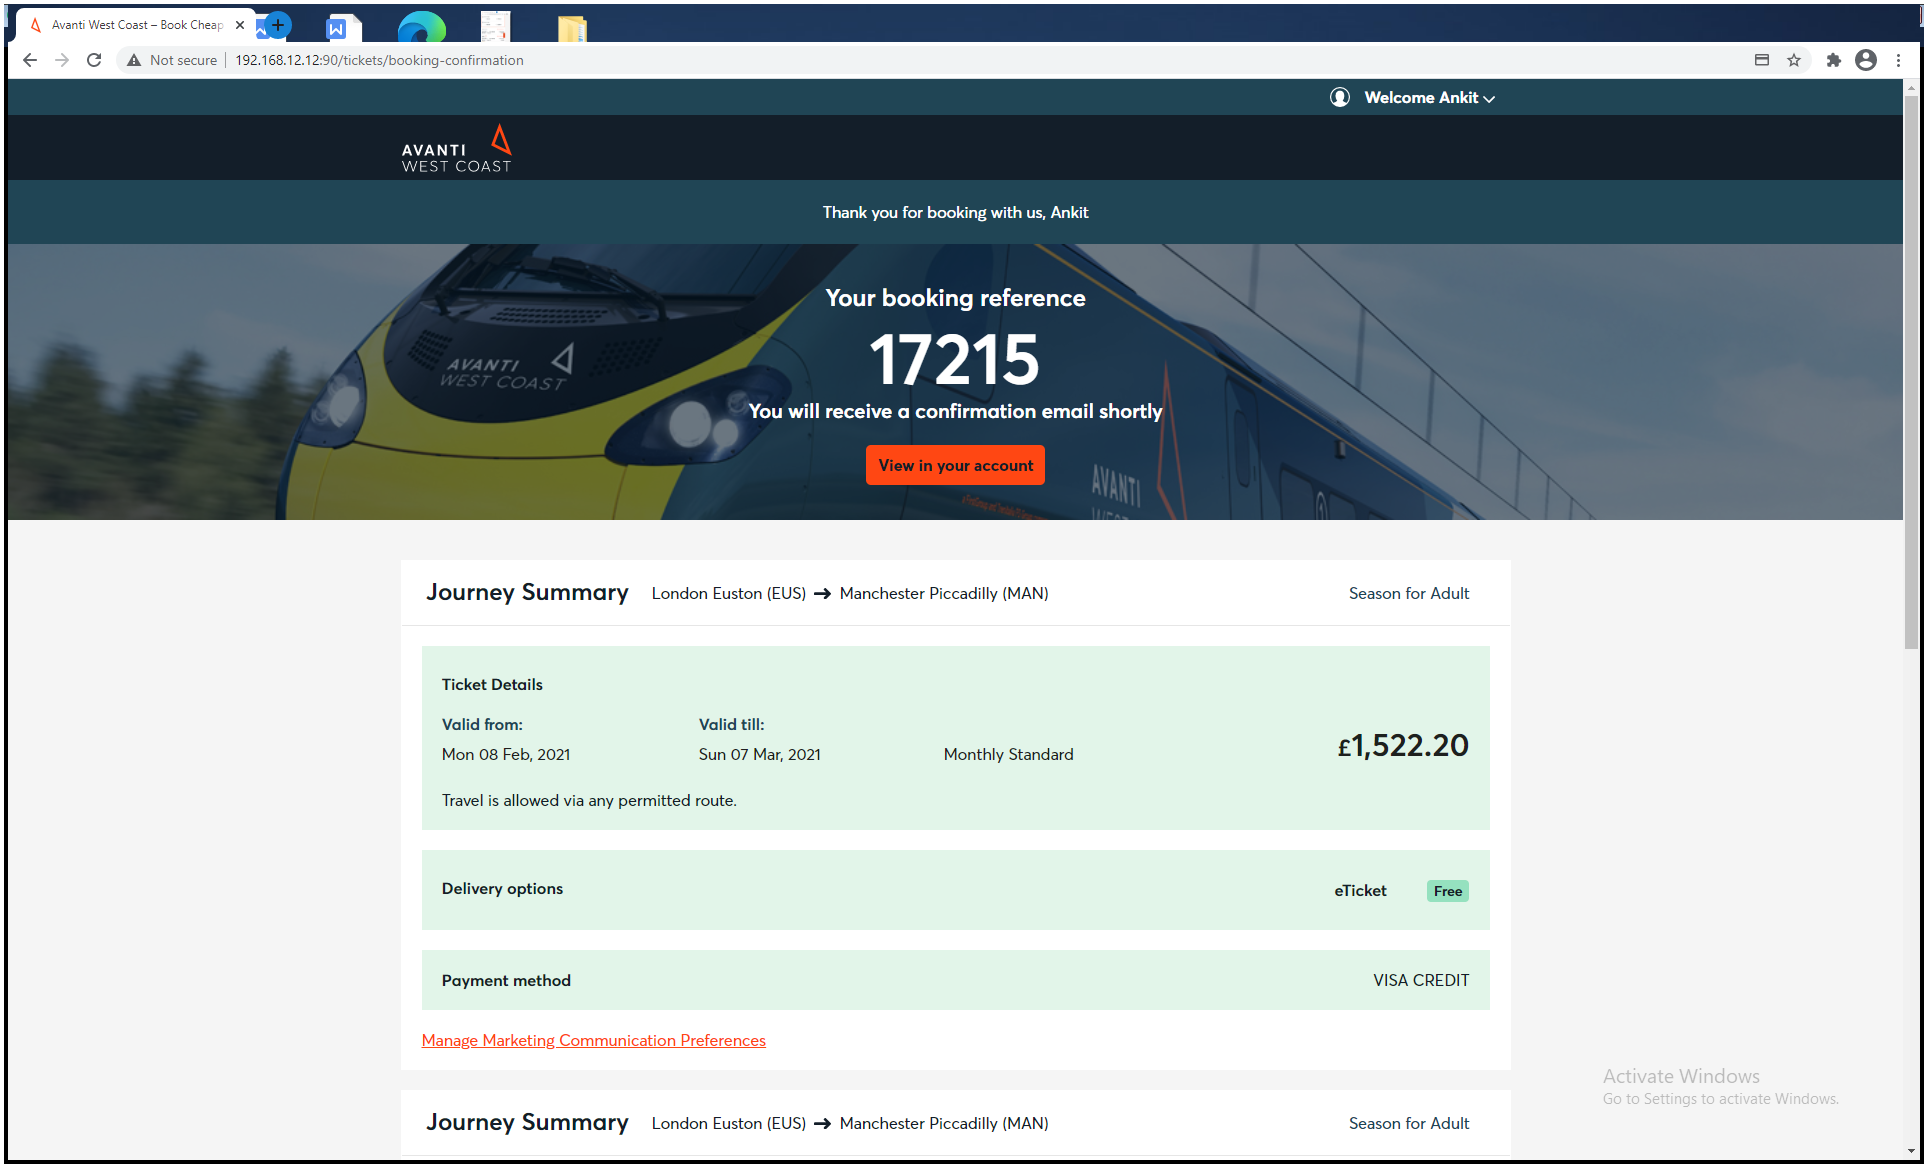 Avanti West Coast – Book Cheap
Not secure
192.168.12.12:90/tickets/booking-confirmation
Welcome Ankit
AVANTI
WEST COAST
Thank you for booking with us, Ankit
Your booking reference
17215
AVANTI
WEST COAST
You will receive a confirmation email shortly
View in your account
AVANTI
Journey Summary London Euston (EUS) → Manchester Piccadilly (MAN) Season for Adult
Ticket Details
Valid from: Valid till:
Mon 08 Feb, 2021 Sun 07 Mar, 2021 Monthly Standard £1,522.20
Travel is allowed via any permitted route.
Delivery options eTicket Free
Payment method VISA CREDIT
Manage Marketing Communication Preferences
Activate Windows
Go to Settings to activate Windows.
Journey Summary London Euston (EUS) → Manchester Piccadilly (MAN) Season for Adult